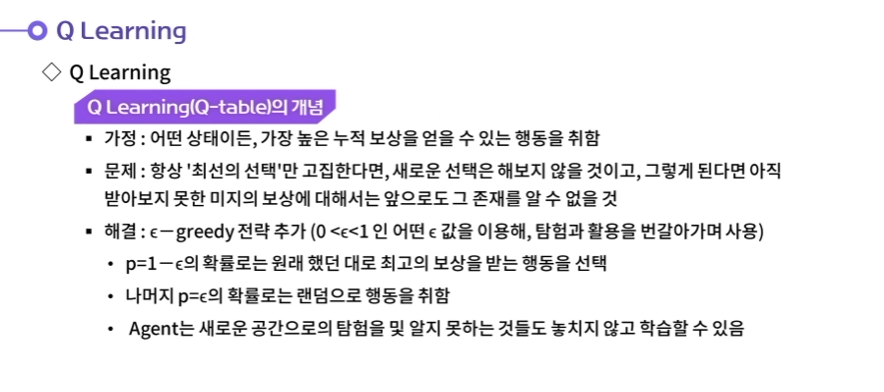 Q Learning
Q Learning
Q Learning(Q-table)의 개념
가정 : 어떤 상태이든, 가장 높은 누적 보상을 얻을 수 있는 행동을 취함
문제 : 항상 '최선의 선택'만 고집한다면, 새로운 선택은 해보지 않을 것이고, 그렇게 된다면 아직
받아보지 못한 미지의 보상에 대해서는 앞으로도 그 존재를 알 수 없을 것
해결 : ϵ−greedy 전략 추가 (0 <ϵ<1 인 어떤 ϵ 값을 이용해, 탐험과 활용을 번갈아가며 사용)
p=1−ϵ의 확률로는 원래 했던 대로 최고의 보상을 받는 행동을 선택
나머지 p=ϵ의 확률로는 랜덤으로 행동을 취함
Agent는 새로운 공간으로의 탐험을 및 알지 못하는 것들도 놓치지 않고 학습할 수 있음